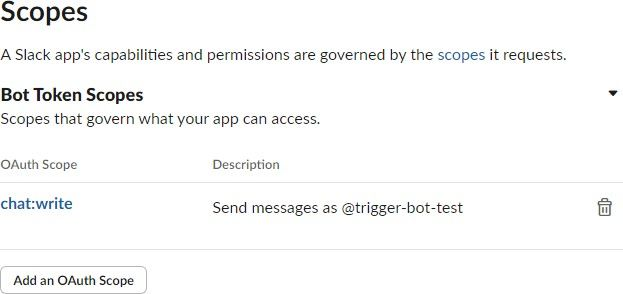 Scopes
A Slack app's capabilities and permissions are governed by the scopes it requests.
Bot Token Scopes
Scopes that govern what your app can access.
OAuth Scope Description
chat:write Send messages as @trigger-bot-test
Add an OAuth Scope